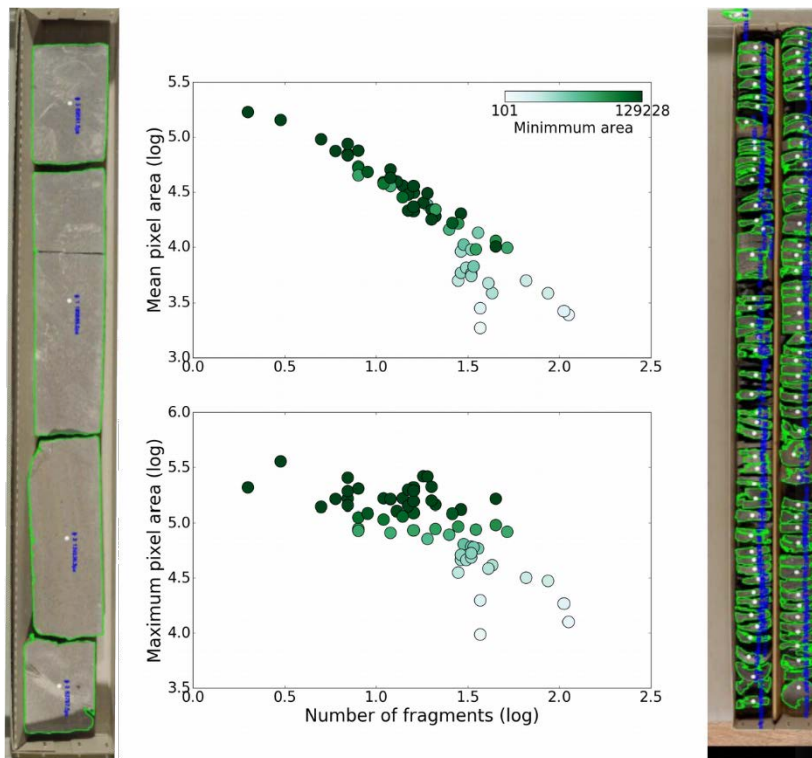 5.5
5.0
4.5
4.0
3.5
3.0
0.0 0.5 1.0 1.5 2.0 2.5
Mean pixel area (log)
101 129228
Minimmum area
6.0
5.5
5.0
4.5
4.0
3.5
0.0 0.5 1.0 1.5 2.0 2.5
Maximum pixel area (log)
Number of fragments (log)